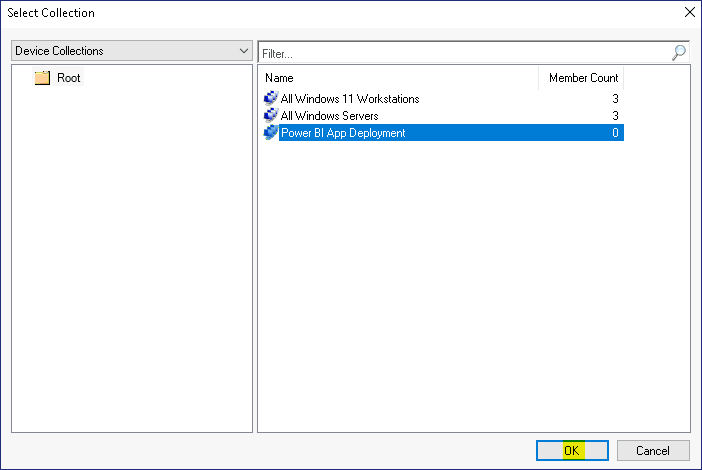 Select Collection
Device Collections
Filter...
Root
Name Member Count
All Windows 11 Workstations 3
All Windows Servers 3
Power BI App Deployment 0
OK Cancel